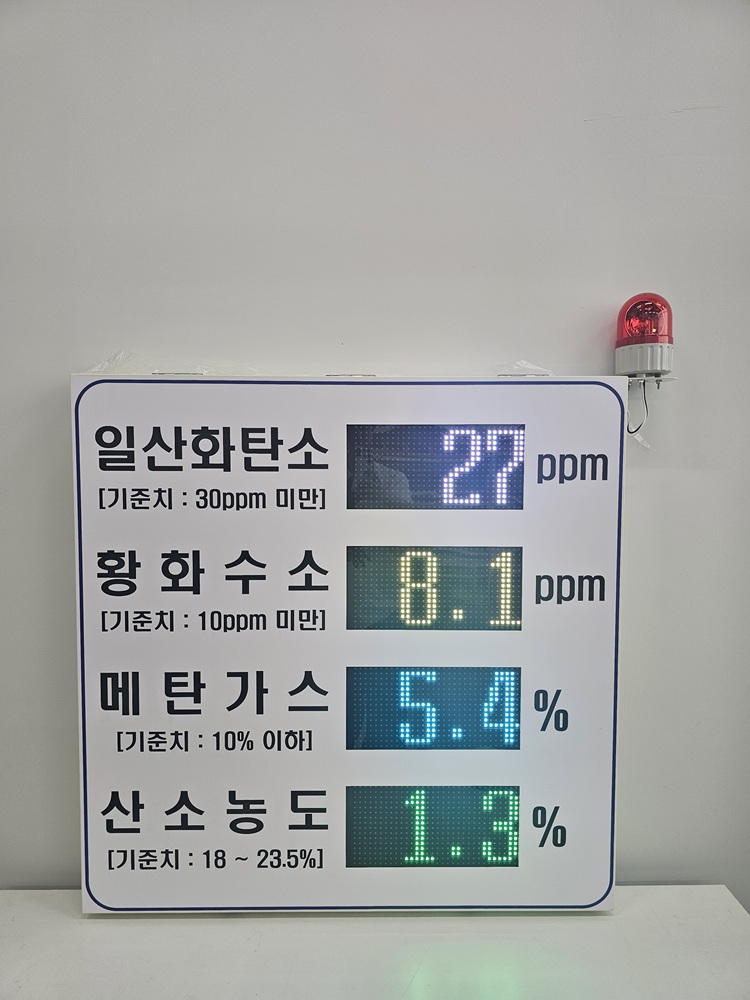 일산화탄소 27 ppm
[기준치 : 30ppm 미만]
황 화 수 소 8.1 ppm
[기준치 : 10ppm 미만]
메 탄 가 스 5.4 %
[기준치 : 10% 이하]
산 소 농 도 1.3 %
[기준치 : 18 ~ 23.5%]